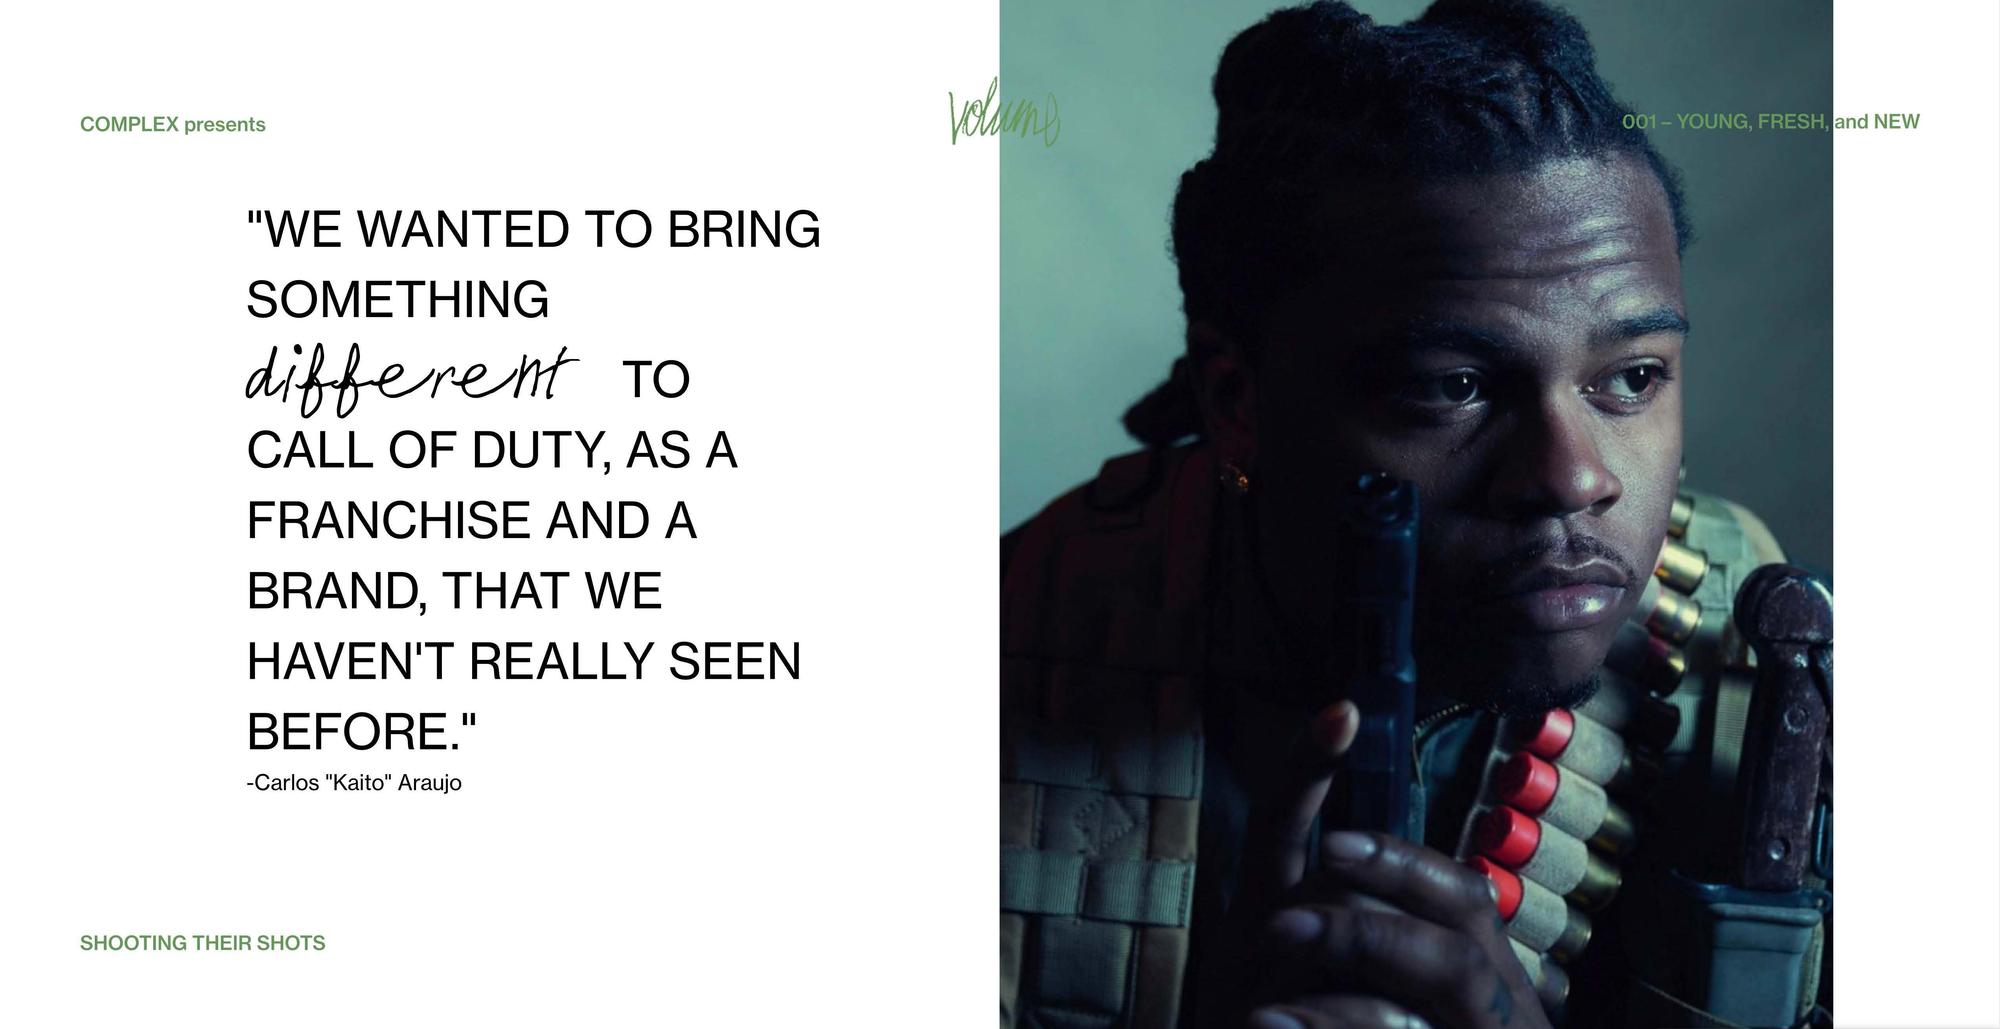 COMPLEX presents
volume
001 – YOUNG, FRESH, and NEW
"WE WANTED TO BRING
SOMETHING
different TO
CALL OF DUTY, AS A
FRANCHISE AND A
BRAND, THAT WE
HAVEN'T REALLY SEEN
BEFORE."
-Carlos "Kaito" Araujo
SHOOTING THEIR SHOTS